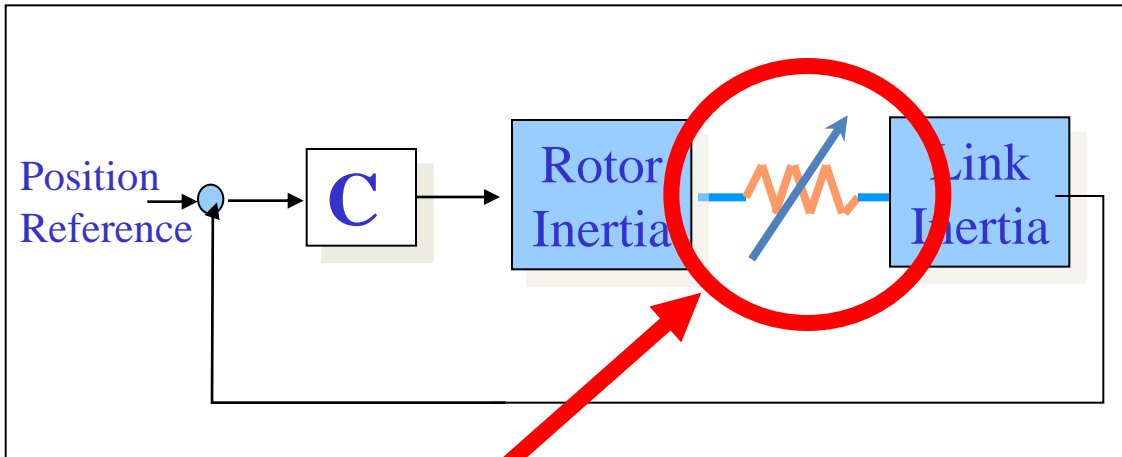 Position
Reference
C
Rotor
Inertia
Link
Inertia